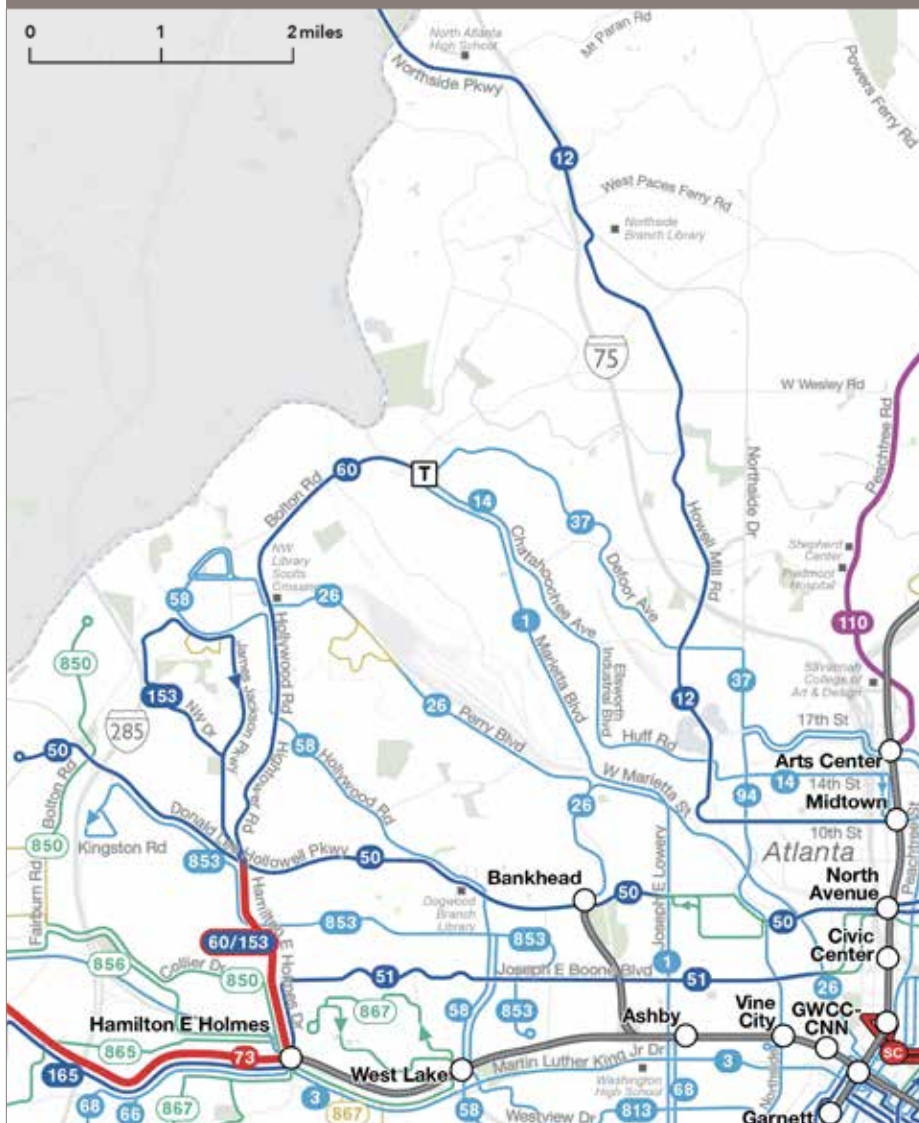 0 1 2 miles
North Atlanta
High School
Mt Paran Rd
Powers Ferry Rd
Northside Pkwy
12
West Paces Ferry Rd
Northside
Branch Library
75
W Wesley Rd
Peachtree Rd
Northside Dr
60
T
Bolton Rd
14
37
Howell Mill Rd
Chattahoochee Ave
Defoor Ave
Shepherd
Center
Piedmont
Hospital
NW
Library
Scotts
Crossing
58
26
1
110
850
Hollywood Rd
Marietta Blvd
Ellsworth
Industrial Blvd
James Jackson Pkwy
153
NW Dr
37
Savannah
College of
Art & Design
12
26
Perry Blvd
285
50
58
Hollywood Rd
Huff Rd
17th St
Arts Center
Bolton Rd
Hightower Rd
W Marietta St
14
14th St
Midtown
94
26
10th St
850
Kingston Rd
Donald Lee Hollowell Pkwy
853
50
Atlanta
Peachtree
Fairburn Rd
Bankhead
50
North
Avenue
Dogwood
Branch
Library
Joseph E Lowery
50
Hamilton E Holmes Dr
853
853
60/153
Civic
Center
856
Collier Dr
850
51
Joseph E Boone Blvd
1
51
26
Hamilton E Holmes
867
58
853
Ashby
Vine
City
GWCC-
CNN
865
73
West Lake
Martin Luther King Jr Dr
3
SC
165
Washington
High School
Northside
68
66
867
3
867
58
Westview Dr
813
68
Garnett